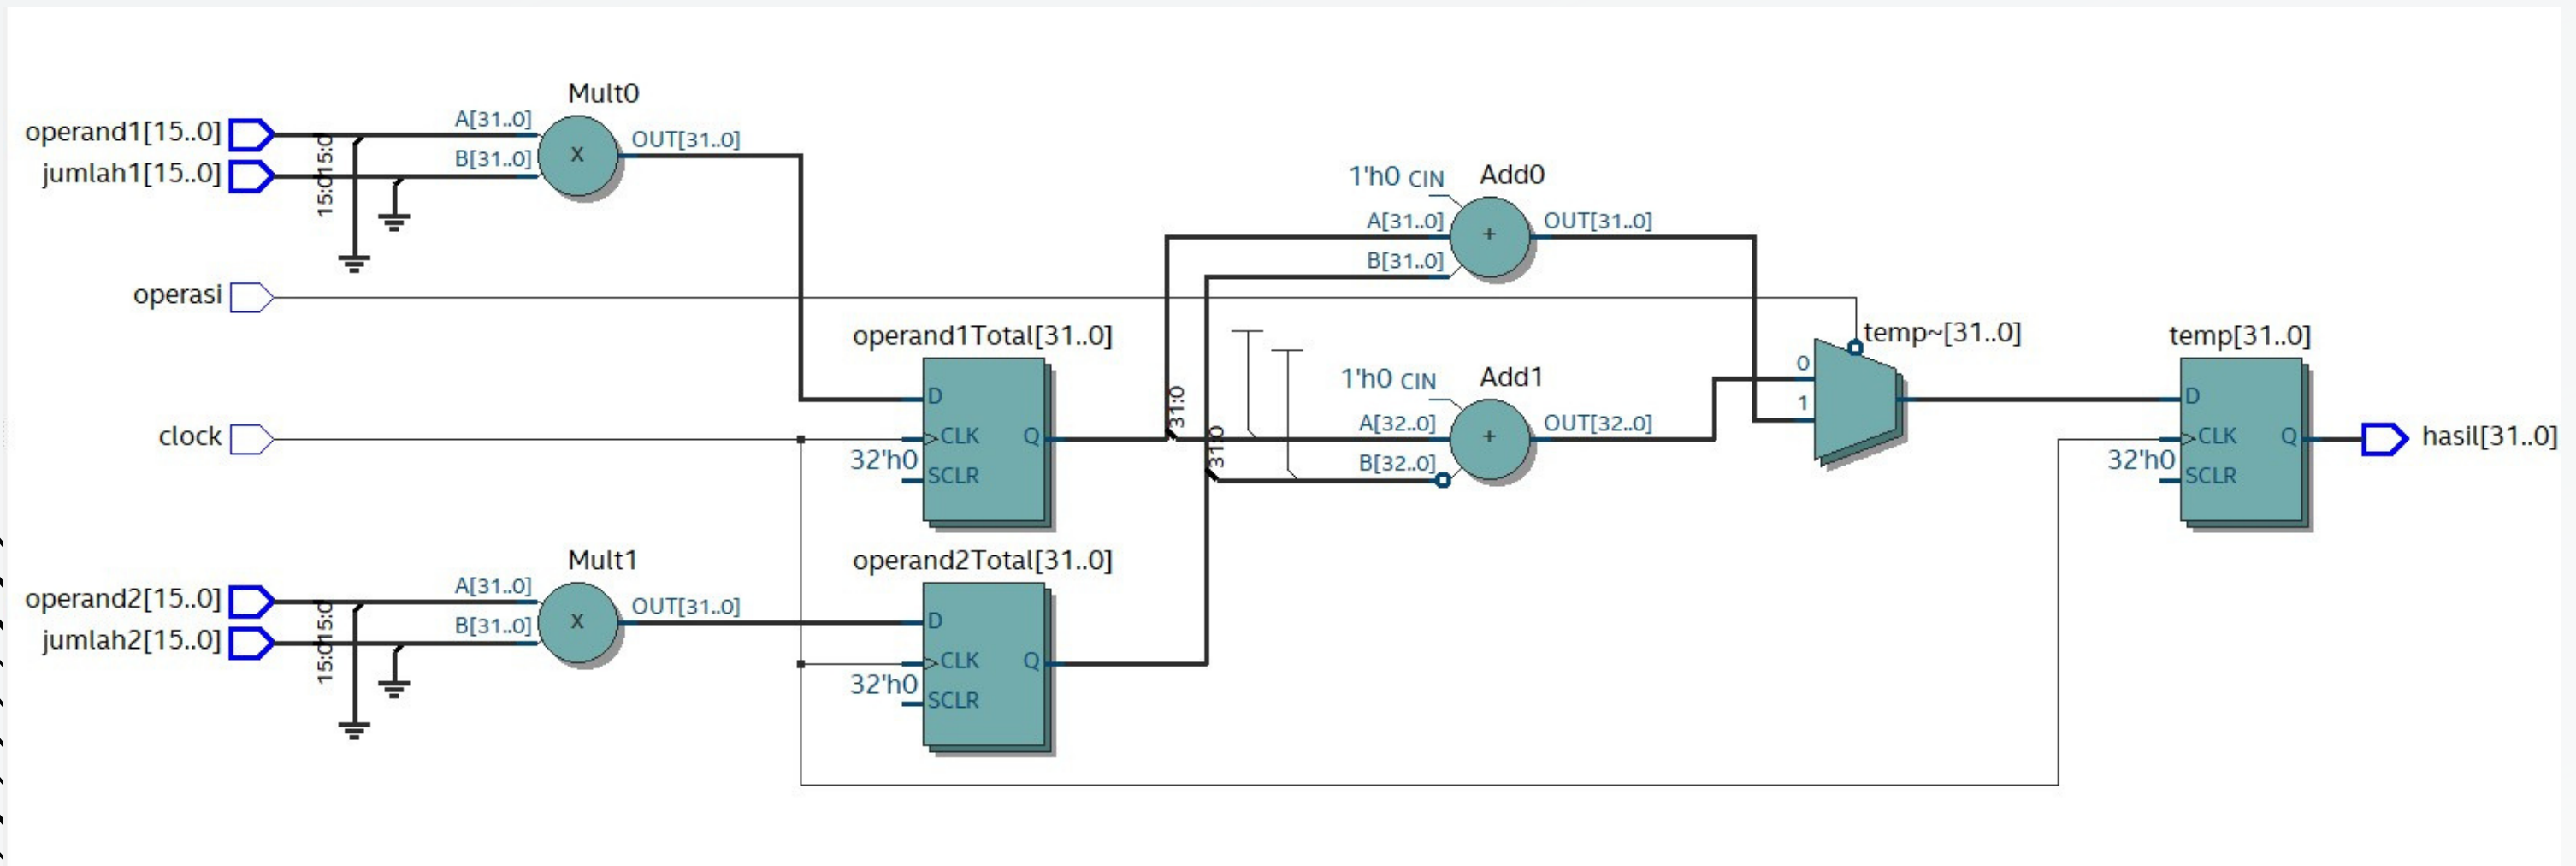 Mult0
operand1[15..0]
A[31..0]
OUT[31..0]
x
jumlah1[15..0]
B[31..0]
15:0
15:0
operasi
1'h0 CIN
Add0
A[31..0]
OUT[31..0]
+
B[31..0]
operand1Total[31..0]
D
clock
CLK
Q
32'h0
SCLR
31:0
31:0
1'h0 CIN
Add1
A[32..0]
OUT[32..0]
+
B[32..0]
temp~[31..0]
0
1
temp[31..0]
D
CLK
Q
32'h0
SCLR
hasil[31..0]
Mult1
operand2[15..0]
A[31..0]
OUT[31..0]
x
jumlah2[15..0]
B[31..0]
15:0
15:0
operand2Total[31..0]
D
CLK
Q
32'h0
SCLR